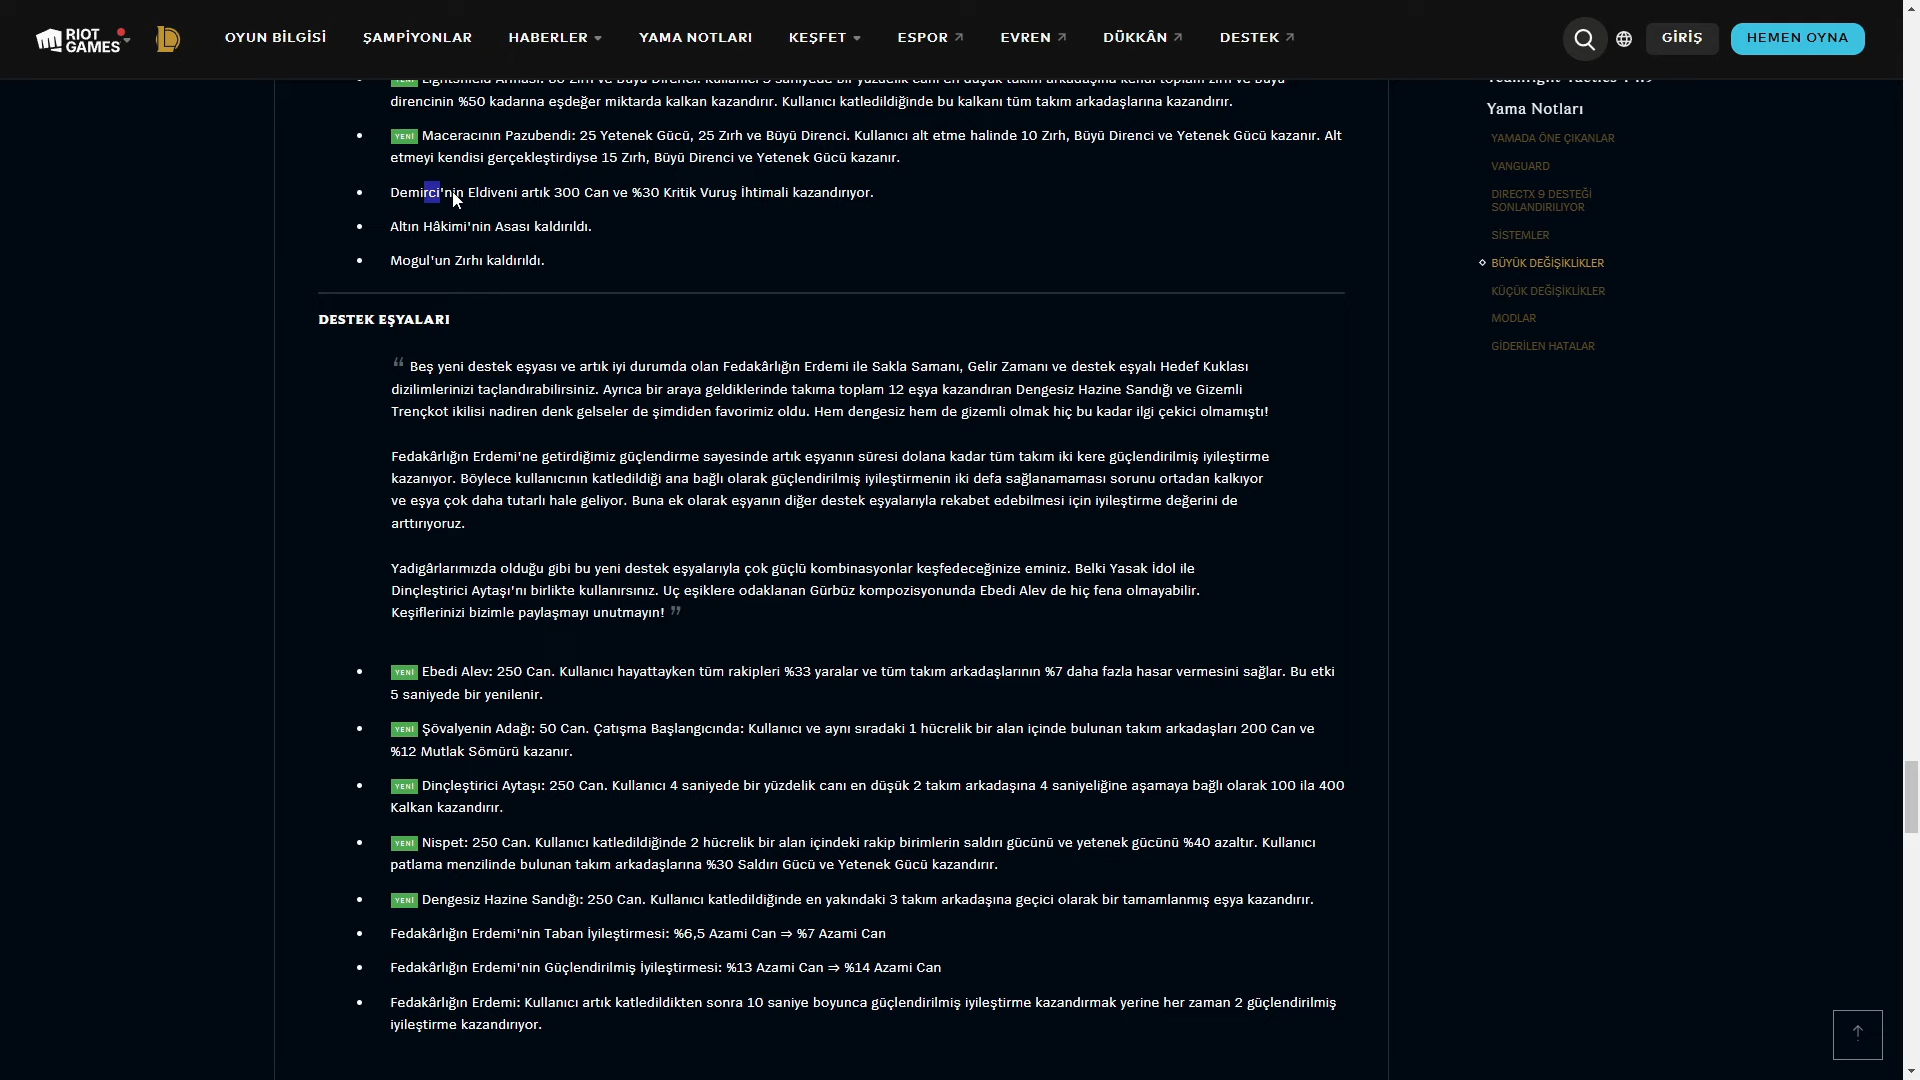 RIOT GAMES
OYUN BİLGİSİ
ŞAMPİYONLAR
HABERLER
YAMA NOTLARI
KEŞFET
ESPOR
EVREN
DÜKKÂN
DESTEK
GİRİŞ
HEMEN OYNA
YENİ Lightshield Arması: 60 Zırh ve Büyü Direnci. Kullanıcı 5 saniyede bir yüzdelik canı en düşük takım arkadaşına kendi toplam zırh ve büyü
direncinin %50 kadarına eşdeğer miktarda kalkan kazandırır. Kullanıcı katledildiğinde bu kalkanı tüm takım arkadaşlarına kazandırır.
YENİ Maceracının Pazubendi: 25 Yetenek Gücü, 25 Zırh ve Büyü Direnci. Kullanıcı alt etme halinde 10 Zırh, Büyü Direnci ve Yetenek Gücü kazanır. Alt
etmeyi kendisi gerçekleştirdiyse 15 Zırh, Büyü Direnci ve Yetenek Gücü kazanır.
Demirci'nin Eldiveni artık 300 Can ve %30 Kritik Vuruş İhtimali kazandırıyor.
Altın Hâkimi'nin Asası kaldırıldı.
Mogul'un Zırhı kaldırıldı.
DESTEK EŞYALARI
“ Beş yeni destek eşyası ve artık iyi durumda olan Fedakârlığın Erdemi ile Sakla Samanı, Gelir Zamanı ve destek eşyalı Hedef Kuklası
dizilimlerinizi taçlandırabilirsiniz. Ayrıca bir araya geldiklerinde takıma toplam 12 eşya kazandıran Dengesiz Hazine Sandığı ve Gizemli
Trençkot ikilisi nadiren denk gelseler de şimdiden favorimiz oldu. Hem dengesiz hem de gizemli olmak hiç bu kadar ilgi çekici olmamıştı!
Fedakârlığın Erdemi'ne getirdiğimiz güçlendirme sayesinde artık eşyanın süresi dolana kadar tüm takım iki kere güçlendirilmiş iyileştirme
kazanıyor. Böylece kullanıcının katledildiği ana bağlı olarak güçlendirilmiş iyileştirmenin iki defa sağlanamaması sorunu ortadan kalkıyor
ve eşya çok daha tutarlı hale geliyor. Buna ek olarak eşyanın diğer destek eşyalarıyla rekabet edebilmesi için iyileştirme değerini de
arttırıyoruz.
Yadigârlarımızda olduğu gibi bu yeni destek eşyalarıyla çok güçlü kombinasyonlar keşfedeceğinize eminiz. Belki Yasak İdol ile
Dinçleştirici Aytaşı'nı birlikte kullanırsınız. Uç eşiklere odaklanan Gürbüz kompozisyonunda Ebedi Alev de hiç fena olmayabilir.
Keşiflerinizi bizimle paylaşmayı unutmayın! ”
YENİ Ebedi Alev: 250 Can. Kullanıcı hayattayken tüm rakipleri %33 yaralar ve tüm takım arkadaşlarının %7 daha fazla hasar vermesini sağlar. Bu etki
5 saniyede bir yenilenir.
YENİ Şövalyenin Adağı: 50 Can. Çatışma Başlangıcında: Kullanıcı ve aynı sıradaki 1 hücrelik bir alan içinde bulunan takım arkadaşları 200 Can ve
%12 Mutlak Sömürü kazanır.
YENİ Dinçleştirici Aytaşı: 250 Can. Kullanıcı 4 saniyede bir yüzdelik canı en düşük 2 takım arkadaşına 4 saniyeliğine aşamaya bağlı olarak 100 ila 400
Kalkan kazandırır.
YENİ Nispet: 250 Can. Kullanıcı katledildiğinde 2 hücrelik bir alan içindeki rakip birimlerin saldırı gücünü ve yetenek gücünü %40 azaltır. Kullanıcı
patlama menzilinde bulunan takım arkadaşlarına %30 Saldırı Gücü ve Yetenek Gücü kazandırır.
YENİ Dengesiz Hazine Sandığı: 250 Can. Kullanıcı katledildiğinde en yakındaki 3 takım arkadaşına geçici olarak bir tamamlanmış eşya kazandırır.
Fedakârlığın Erdemi'nin Taban İyileştirmesi: %6,5 Azami Can ⇒ %7 Azami Can
Fedakârlığın Erdemi'nin Güçlendirilmiş İyileştirmesi: %13 Azami Can ⇒ %14 Azami Can
Fedakârlığın Erdemi: Kullanıcı artık katledildikten sonra 10 saniye boyunca güçlendirilmiş iyileştirme kazandırmak yerine her zaman 2 güçlendirilmiş
iyileştirme kazandırıyor.
Teamfight Tactics 14.9
Yama Notları
YAMADA ÖNE ÇIKANLAR
VANGUARD
DIRECTX 9 DESTEĞİ
SONLANDIRILIYOR
SİSTEMLER
BÜYÜK DEĞİŞİKLİKLER
KÜÇÜK DEĞİŞİKLİKLER
MODLAR
GİDERİLEN HATALAR